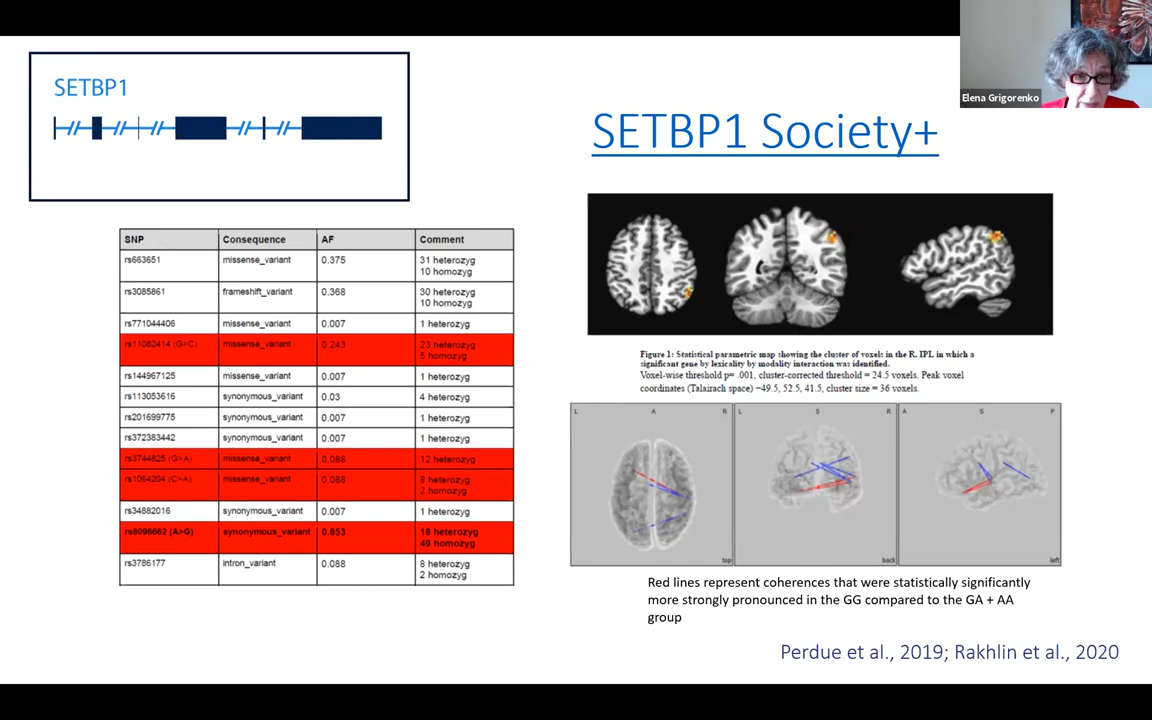 SETBP1
Elena Grigorenko
SETBP1 Society+
SNP Consequence AF Comment
rs663651 missense_variant 0.375 31 heterozyg
10 homozyg
rs3085861 frameshift_variant 0.368 30 heterozyg
10 homozyg
rs771044406 missense_variant 0.007 1 heterozyg
rs11082414 (G>C) missense_variant 0.243 23 heterozyg
5 homozyg
rs144967125 missense_variant 0.007 1 heterozyg
rs113053616 synonymous_variant 0.03 4 heterozyg
rs201699775 synonymous_variant 0.007 1 heterozyg
rs372383442 synonymous_variant 0.007 1 heterozyg
rs3744825 (G>A) missense_variant 0.088 12 heterozyg
rs1064204 (C>A) missense_variant 0.088 8 heterozyg
2 homozyg
rs34882016 synonymous_variant 0.007 1 heterozyg
rs8096662 (A>G) synonymous_variant 0.853 18 heterozyg
49 homozyg
rs3786177 intron_variant 0.088 8 heterozyg
2 homozyg
Figure 1: Statistical parametric map showing the cluster of voxels in the R. IPL in which a
significant gene by lexicality by modality interaction was identified.
Voxel-wise threshold p= .001, cluster-corrected threshold = 24.5 voxels. Peak voxel
coordinates (Talairach space) −49.5, 52.5, 41.5, cluster size = 36 voxels.
L A R L S R A S P
top back left
Red lines represent coherences that were statistically significantly
more strongly pronounced in the GG compared to the GA + AA
group
Perdue et al., 2019; Rakhlin et al., 2020